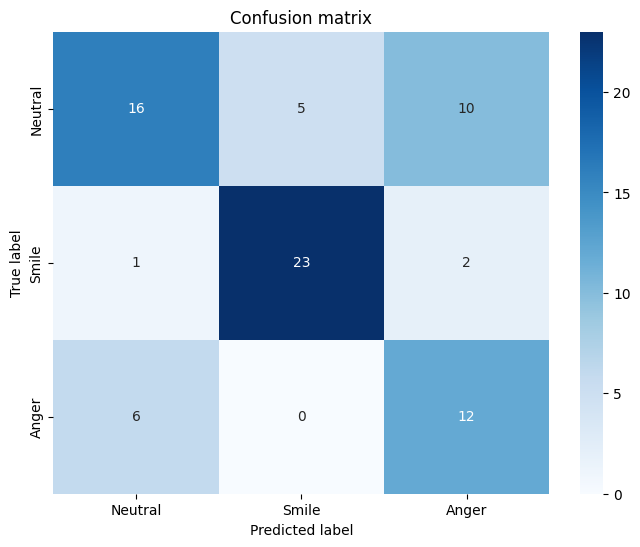 Confusion matrix
True label
Neutral
16
5
10
20
Smile
1
23
2
15
10
Anger
6
0
12
5
0
Neutral
Smile
Anger
Predicted label